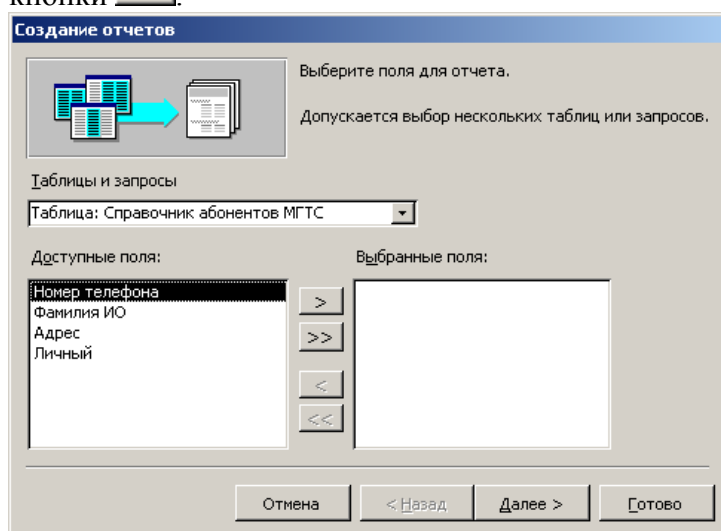 кнопки .
Создание отчетов
Выберите поля для отчета.
Допускается выбор нескольких таблиц или запросов.
Таблицы и запросы
Таблица: Справочник абонентов МГТС
Доступные поля:
Выбранные поля:
Номер телефона
Фамилия ИО
Адрес
Личный
>
>>
<
<<
Отмена
< Назад
Далее >
Готово